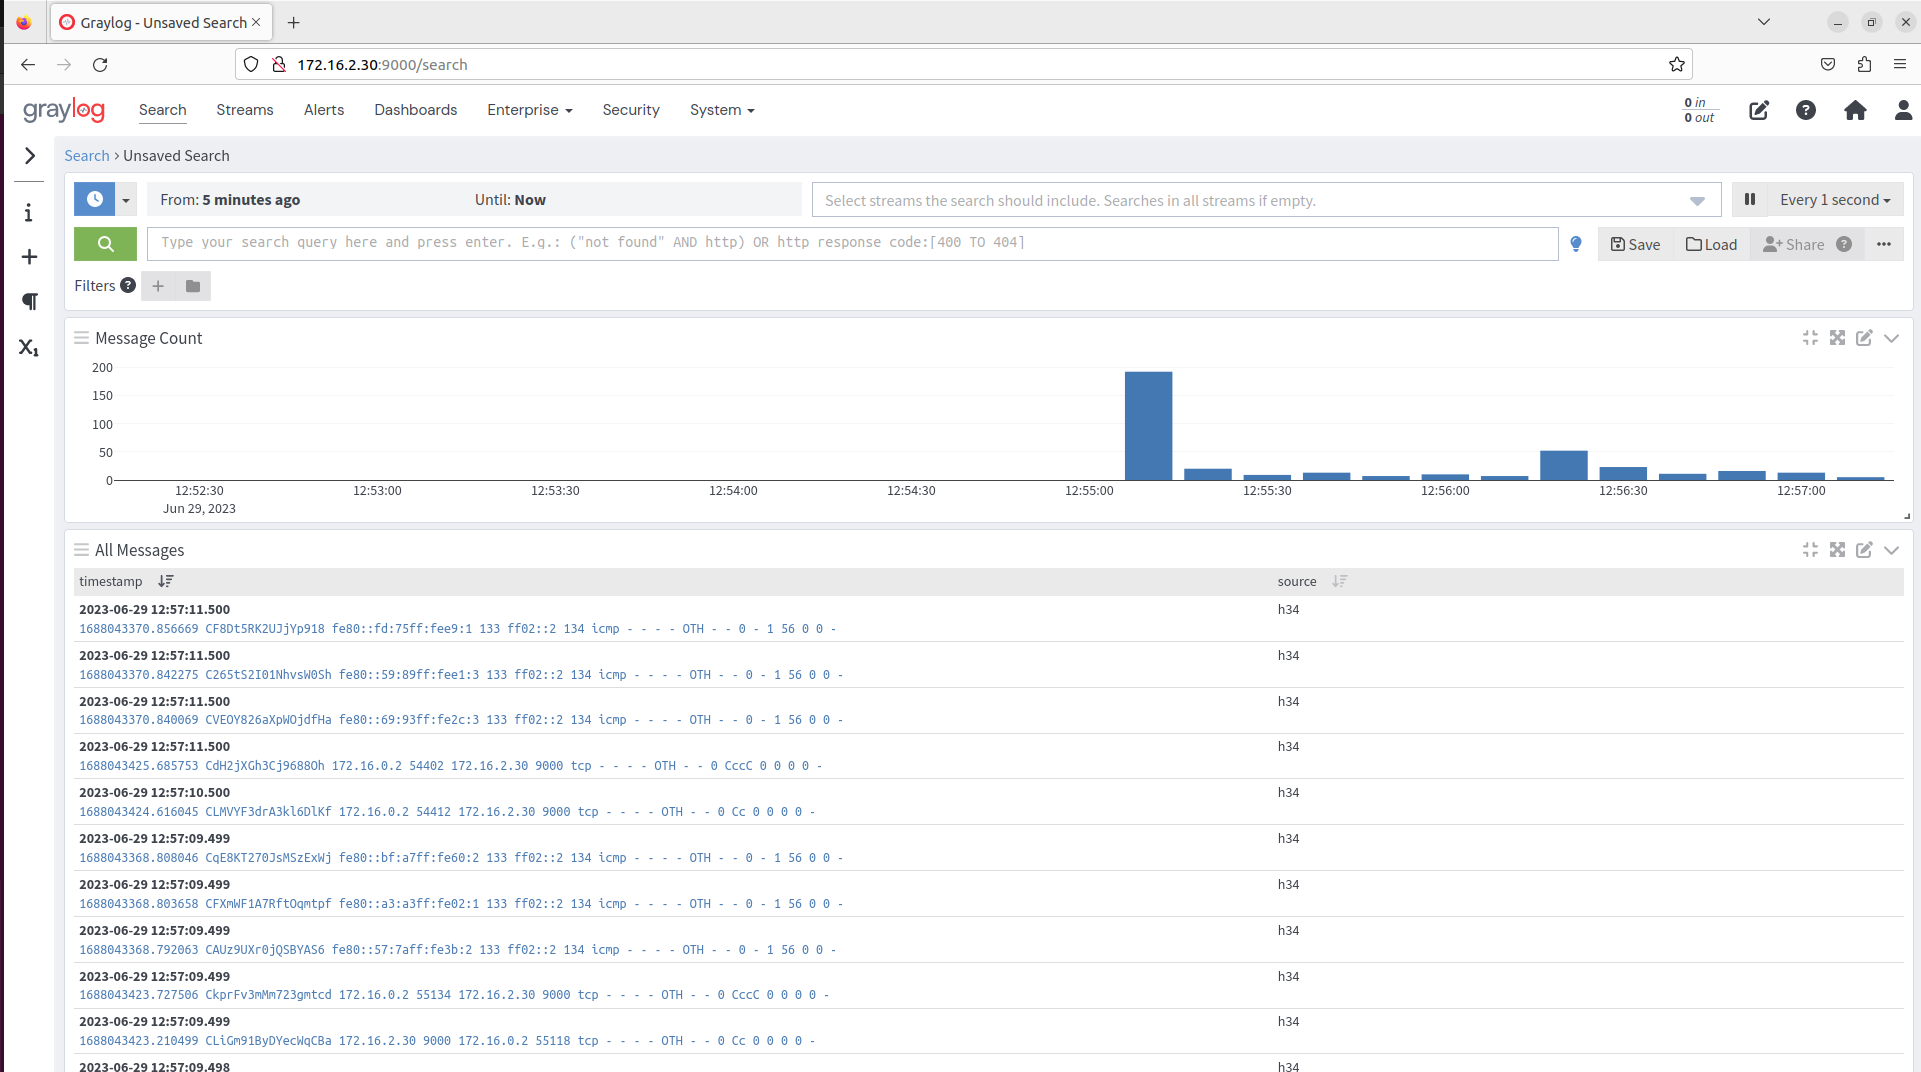 Graylog - Unsaved Search
172.16.2.30:9000/search
graylog Search Streams Alerts Dashboards Enterprise Security System 0 in
0 out
Search › Unsaved Search
From: 5 minutes ago Until: Now Select streams the search should include. Searches in all streams if empty. Every 1 second
Type your search query here and press enter. E.g.: ("not found" AND http) OR http response code:[400 TO 404] Save Load Share
Filters
Message Count
200
150
100
50
0
12:52:30 12:53:00 12:53:30 12:54:00 12:54:30 12:55:00 12:55:30 12:56:00 12:56:30 12:57:00
Jun 29, 2023
All Messages
timestamp source
2023-06-29 12:57:11.500 h34
1688043370.856669 CF8Dt5RK2UJjYp918 fe80::fd:75ff:fee9:1 133 ff02::2 134 icmp - - - - OTH - - 0 - 1 56 0 0 -
2023-06-29 12:57:11.500 h34
1688043370.842275 C265tS2I01NhvsW0Sh fe80::59:89ff:fee1:3 133 ff02::2 134 icmp - - - - OTH - - 0 - 1 56 0 0 -
2023-06-29 12:57:11.500 h34
1688043370.840069 CVEOY826aXpWOjdfHa fe80::69:93ff:fe2c:3 133 ff02::2 134 icmp - - - - OTH - - 0 - 1 56 0 0 -
2023-06-29 12:57:11.500 h34
1688043425.685753 CdH2jXGh3Cj9688Oh 172.16.0.2 54402 172.16.2.30 9000 tcp - - - - OTH - - 0 CccC 0 0 0 0 -
2023-06-29 12:57:10.500 h34
1688043424.616045 CLMVYF3drA3kl6DlKf 172.16.0.2 54412 172.16.2.30 9000 tcp - - - - OTH - - 0 Cc 0 0 0 0 -
2023-06-29 12:57:09.499 h34
1688043368.808046 CqE8KT270JsMSzExWj fe80::bf:a7ff:fe60:2 133 ff02::2 134 icmp - - - - OTH - - 0 - 1 56 0 0 -
2023-06-29 12:57:09.499 h34
1688043368.803658 CFXmWF1A7RftOqmtpf fe80::a3:a3ff:fe02:1 133 ff02::2 134 icmp - - - - OTH - - 0 - 1 56 0 0 -
2023-06-29 12:57:09.499 h34
1688043368.792063 CAUz9UXr0jQSBYAS6 fe80::57:7aff:fe3b:2 133 ff02::2 134 icmp - - - - OTH - - 0 - 1 56 0 0 -
2023-06-29 12:57:09.499 h34
1688043423.727506 CkprFv3mMm723gmtcd 172.16.0.2 55134 172.16.2.30 9000 tcp - - - - OTH - - 0 CccC 0 0 0 0 -
2023-06-29 12:57:09.499 h34
1688043423.210499 CLiGm91ByDYecWqCBa 172.16.2.30 9000 172.16.0.2 55118 tcp - - - - OTH - - 0 Cc 0 0 0 0 -
2023-06-29 12:57:09.498 h34